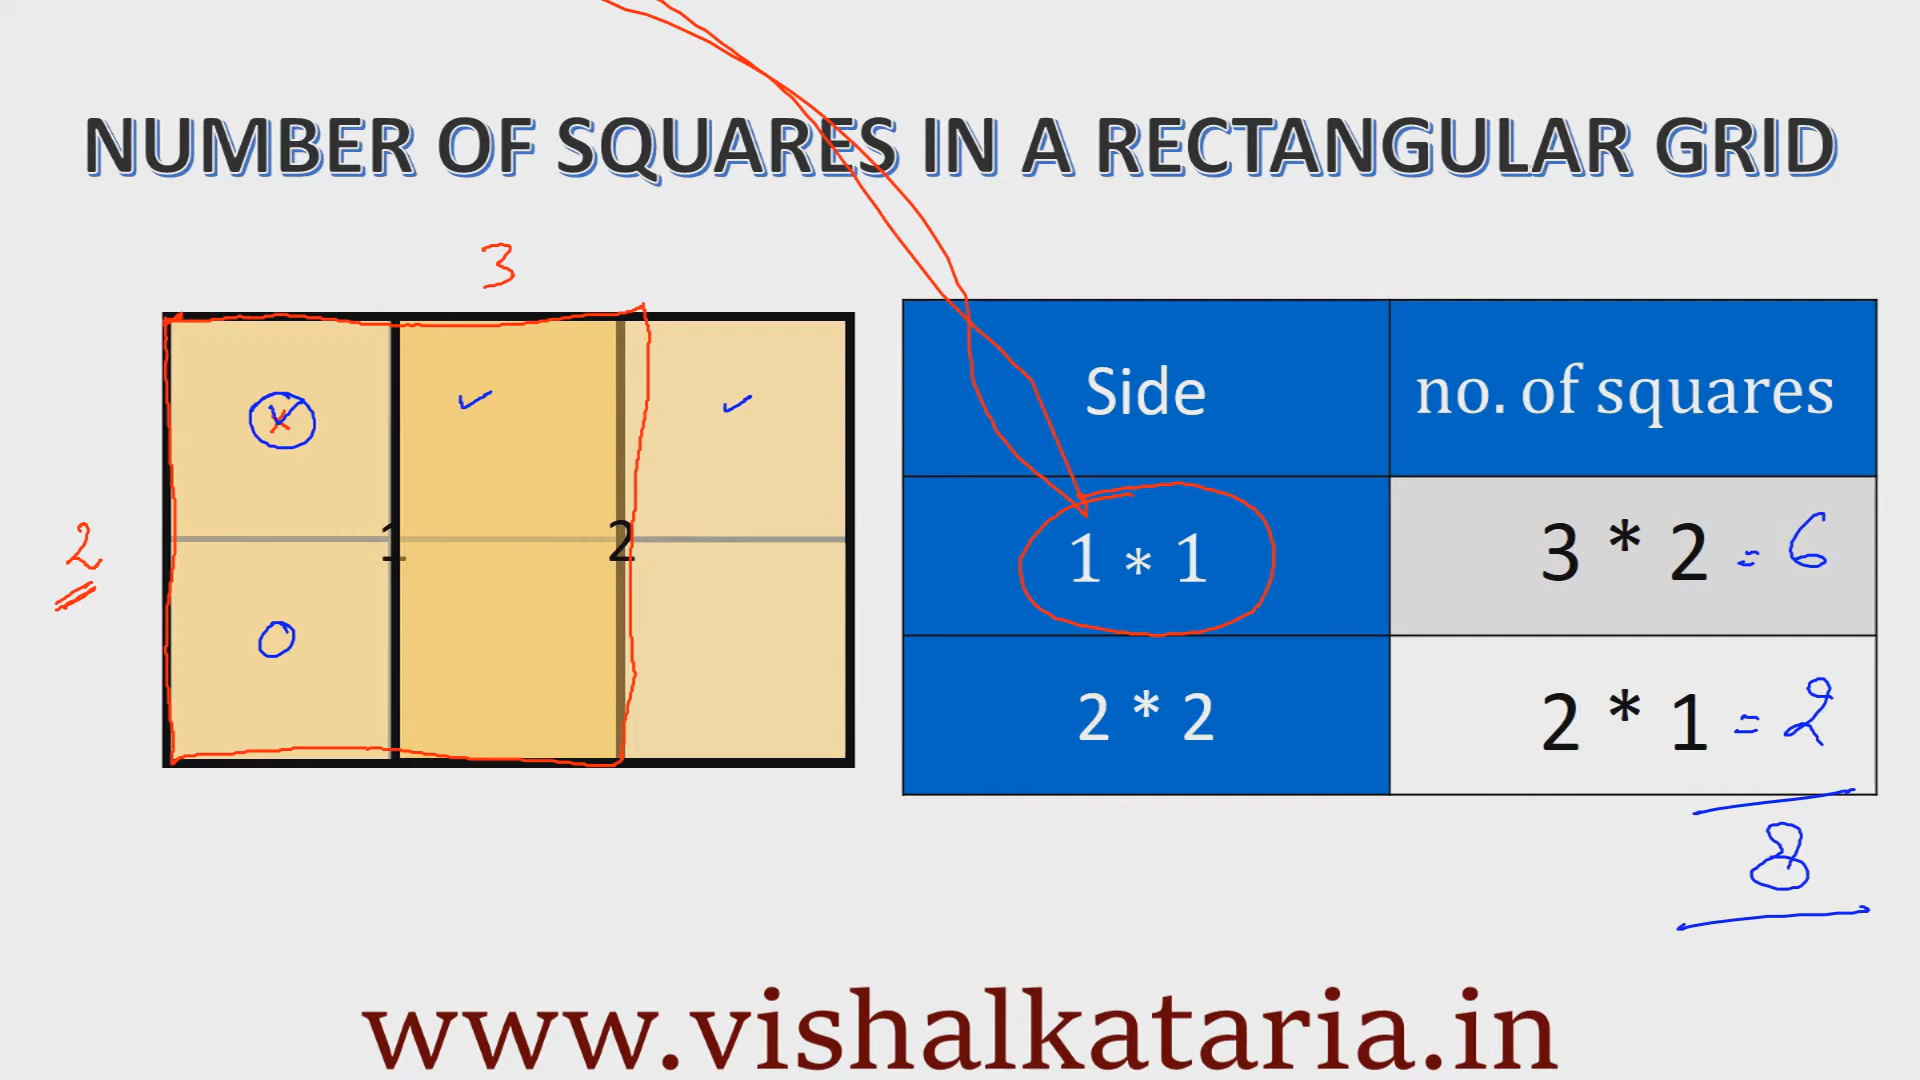 NUMBER OF SQUARES IN A RECTANGULAR GRID
3
2
1 2
Side no. of squares
1 * 1 3 * 2 = 6
2 * 2 2 * 1 = 2
8
www.vishalkataria.in